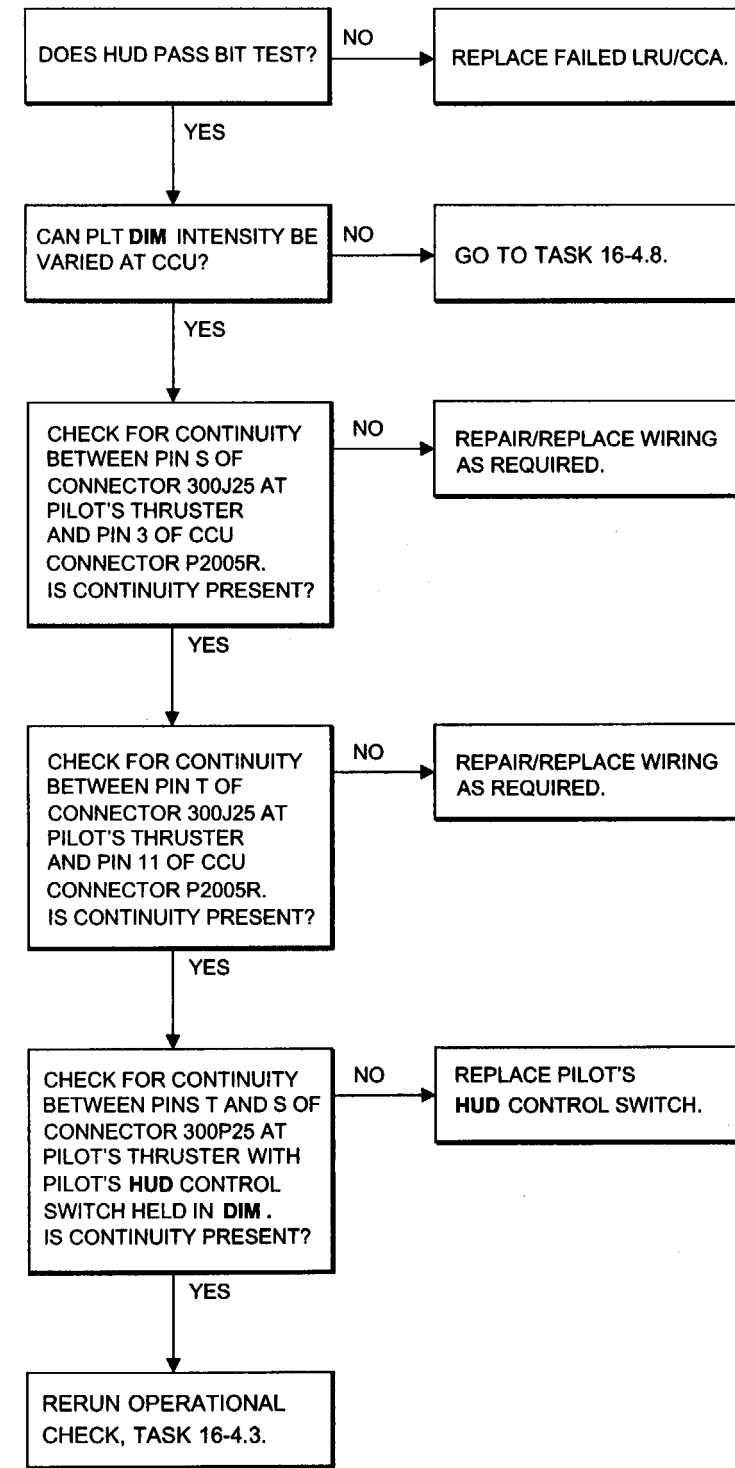 DOES HUD PASS BIT TEST?
NO
REPLACE FAILED LRU/CCA.
YES
CAN PLT DIM INTENSITY BE
VARIED AT CCU?
NO
GO TO TASK 16-4.8.
YES
CHECK FOR CONTINUITY
BETWEEN PIN S OF
CONNECTOR 300J25 AT
PILOT'S THRUSTER
AND PIN 3 OF CCU
CONNECTOR P2005R.
IS CONTINUITY PRESENT?
NO
REPAIR/REPLACE WIRING
AS REQUIRED.
YES
CHECK FOR CONTINUITY
BETWEEN PIN T OF
CONNECTOR 300J25 AT
PILOT'S THRUSTER
AND PIN 11 OF CCU
CONNECTOR P2005R.
IS CONTINUITY PRESENT?
NO
REPAIR/REPLACE WIRING
AS REQUIRED.
YES
CHECK FOR CONTINUITY
BETWEEN PINS T AND S OF
CONNECTOR 300P25 AT
PILOT'S THRUSTER WITH
PILOT'S HUD CONTROL
SWITCH HELD IN DIM .
IS CONTINUITY PRESENT?
NO
REPLACE PILOT'S
HUD CONTROL SWITCH.
YES
RERUN OPERATIONAL
CHECK, TASK 16-4.3.